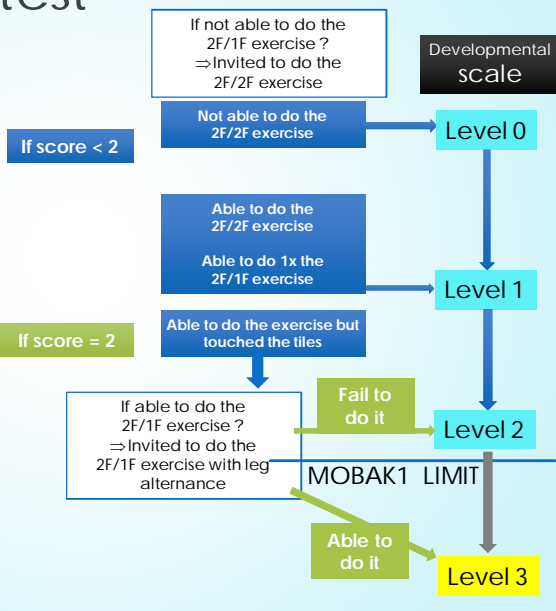 test
If not able to do the
2F/1F exercise ?
⇒Invited to do the
2F/2F exercise
Developmental
scale
Not able to do the
2F/2F exercise
Level 0
If score < 2
Able to do the
2F/2F exercise
Able to do 1x the
2F/1F exercise
Level 1
If score = 2
Able to do the exercise but
touched the tiles
If able to do the
2F/1F exercise ?
⇒Invited to do the
2F/1F exercise with leg
alternance
Fail to
do it
Level 2
MOBAK1 LIMIT
Able to
do it
Level 3